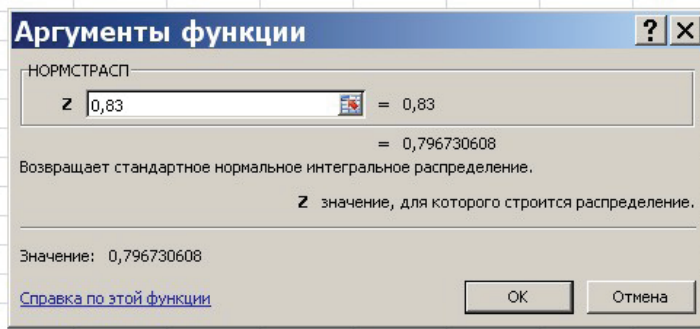 Аргументы функции
НОРМСТРАСП
Z 0,83 = 0,83
= 0,796730608
Возвращает стандартное нормальное интегральное распределение.
Z значение, для которого строится распределение.
Значение: 0,796730608
Справка по этой функции
ОК Отмена